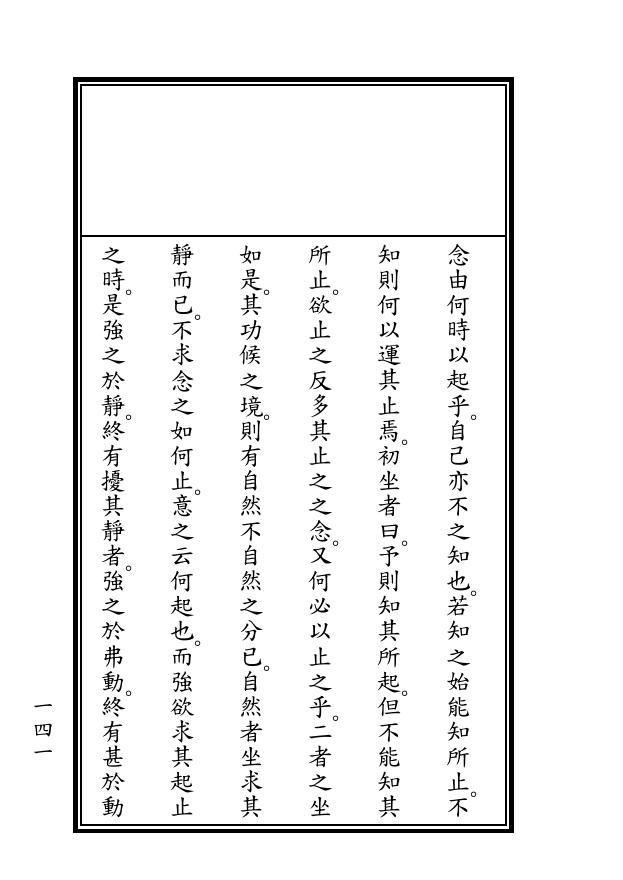 念由何時以起乎。自己亦不之知也。若知之始能知所止。不
知則何以運其止焉。初坐者曰。予則知其所起。但不能知其
所止。欲止之反多其止之之念。又何必以止之乎。二者之坐
如是。其功候之境。則有自然不自然之分已。自然者坐求其
靜而已。不求念之如何止。意之云何起也。而強欲求其起止
之時。是強之於靜。終有擾其靜者。強之於弗動。終有甚於動
一四一